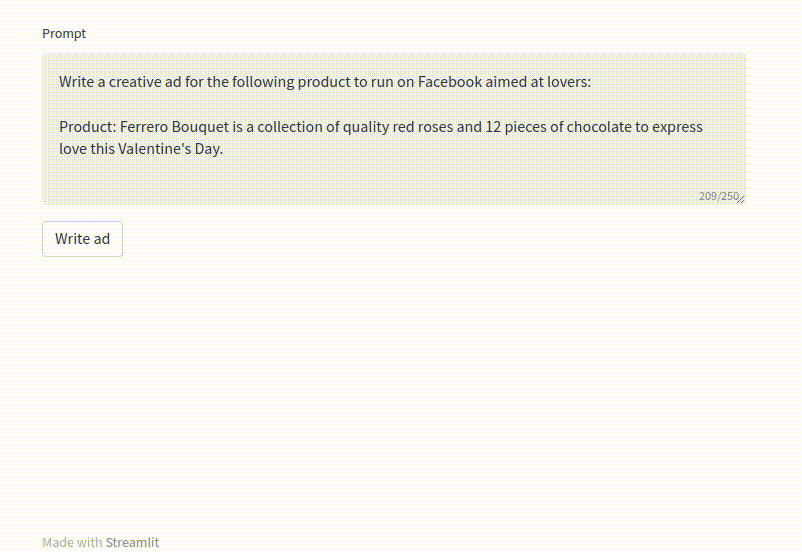 Prompt
Write a creative ad for the following product to run on Facebook aimed at lovers:
Product: Ferrero Bouquet is a collection of quality red roses and 12 pieces of chocolate to express
love this Valentine's Day.
209/250
Write ad
Made with Streamlit